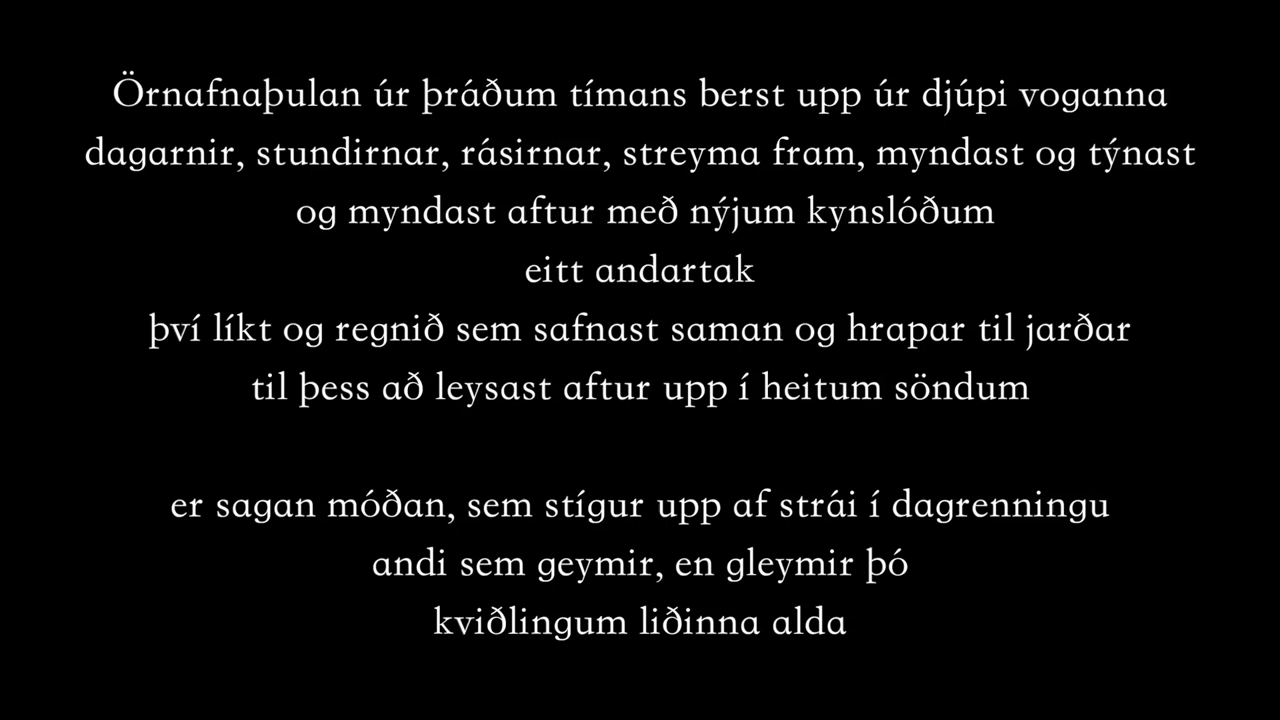 Örnafnaþulan úr þráðum tímans berst upp úr djúpi voganna
dagarnir, stundirnar, rásirnar, streyma fram, myndast og týnast
og myndast aftur með nýjum kynslóðum
eitt andartak
því líkt og regnið sem safnast saman og hrapar til jarðar
til þess að leysast aftur upp í heitum söndum
er sagan móðan, sem stígur upp af strái í dagrenningu
andi sem geymir, en gleymir þó
kviðlingum liðinna alda